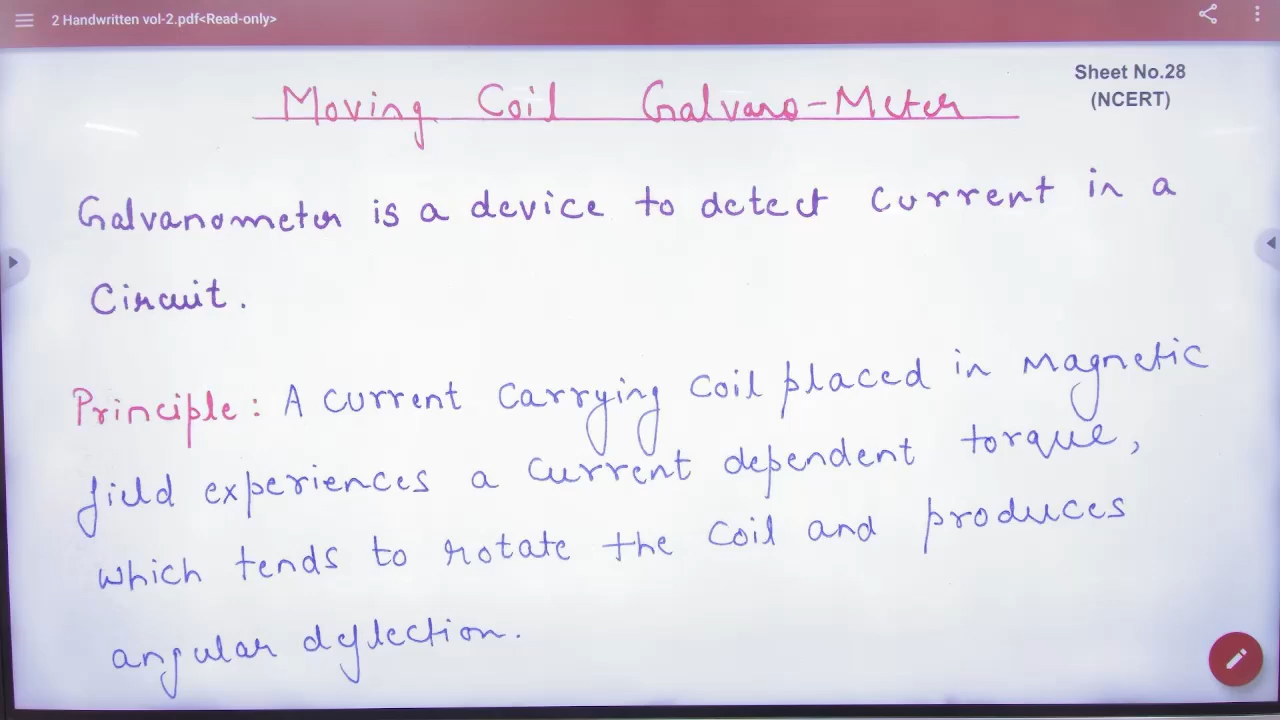 2 Handwritten vol-2.pdf<Read-only>
Sheet No.28
(NCERT)
Moving Coil Galvano-Meter
Galvanometer is a device to detect current in a
Circuit.
Principle: A current carrying coil placed in magnetic
field experiences a current dependent torque,
which tends to rotate the coil and produces
angular deflection.